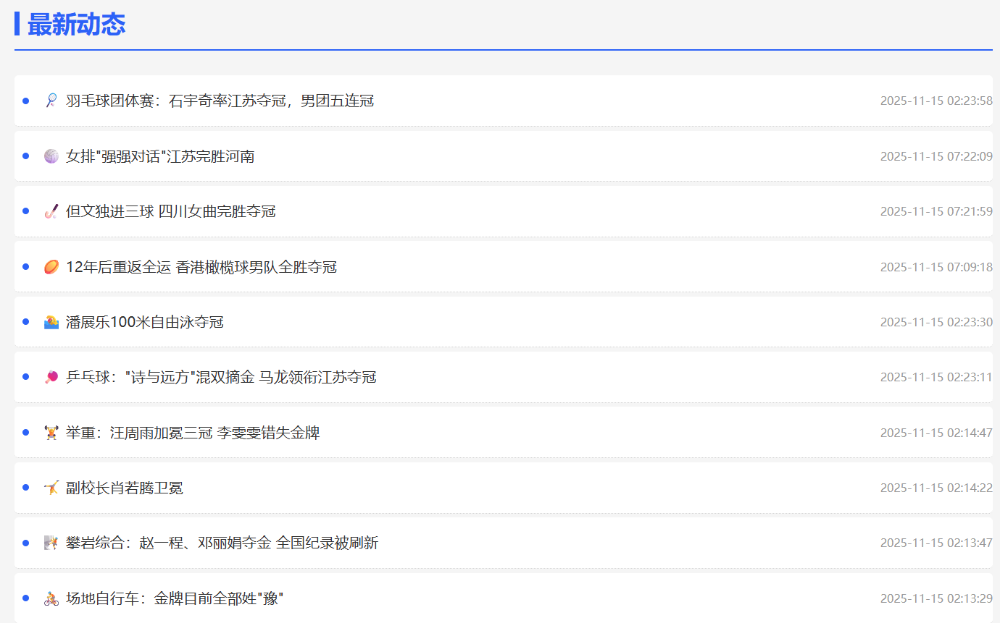 最新动态
羽毛球团体赛：石宇奇率江苏夺冠，男团五连冠 2025-11-15 02:23:58
女排"强强对话"江苏完胜河南 2025-11-15 07:22:09
但文独进三球 四川女曲完胜夺冠 2025-11-15 07:21:59
12年后重返全运 香港橄榄球男队全胜夺冠 2025-11-15 07:09:18
潘展乐100米自由泳夺冠 2025-11-15 02:23:30
乒乓球："诗与远方"混双摘金 马龙领衔江苏夺冠 2025-11-15 02:23:11
举重：汪周雨加冕三冠 李雯雯错失金牌 2025-11-15 02:14:47
副校长肖若腾卫冕 2025-11-15 02:14:22
攀岩综合：赵一程、邓丽娟夺金 全国纪录被刷新 2025-11-15 02:13:47
场地自行车：金牌目前全部姓"豫" 2025-11-15 02:13:29